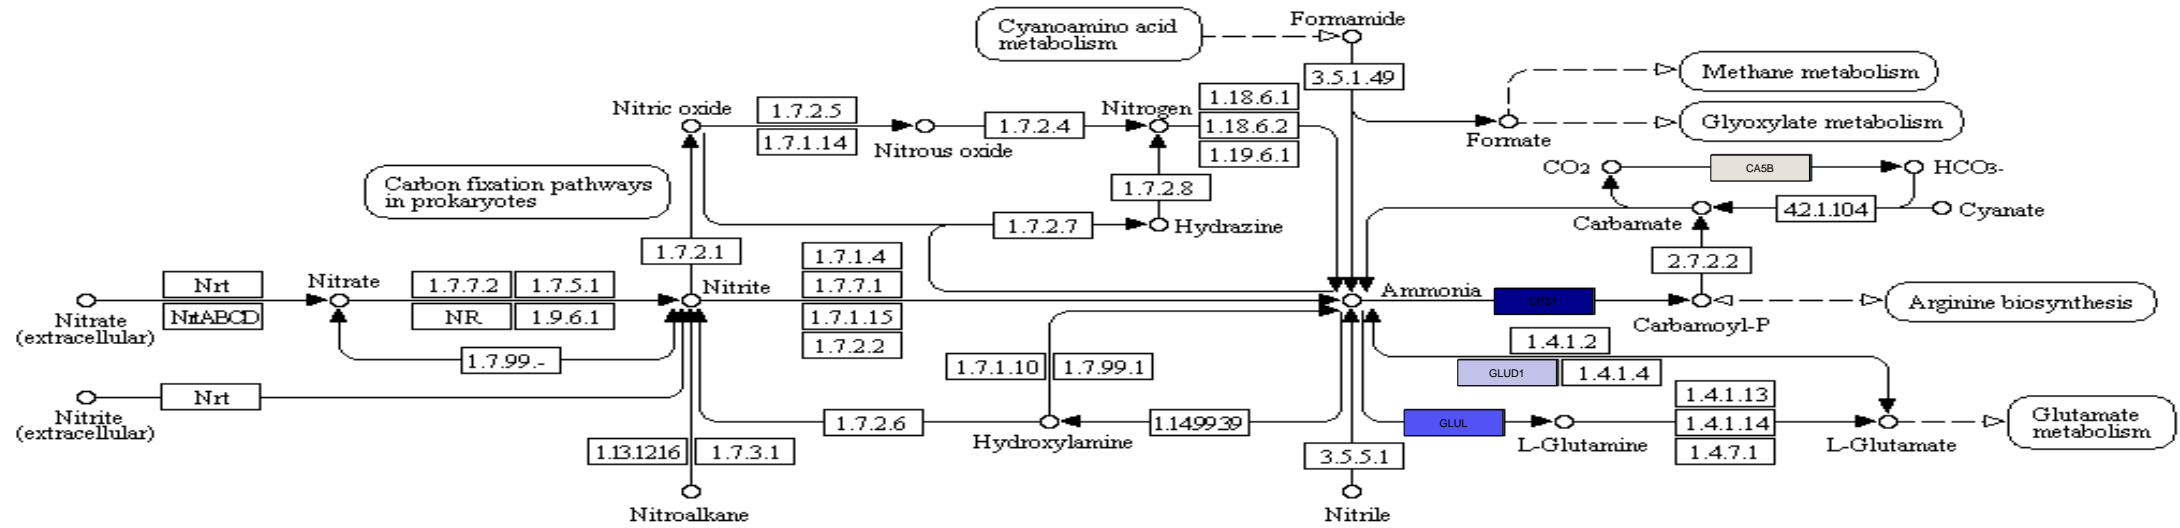 Cyanoamino acid
metabolism
Formamide
3.5.1.49
Methane metabolism
Glyoxylate metabolism
Formate
Nitric oxide
1.7.2.5
1.7.1.14
Nitrous oxide
1.7.2.4
Nitrogen
1.18.6.1
1.18.6.2
1.19.6.1
Carbon fixation pathways
in prokaryotes
1.7.2.8
1.7.2.7
Hydrazine
CO2
CA5B
HCO3-
Carbamate
4.2.1.104
Cyanate
2.7.2.2
1.7.2.1
Nrt
NrtABCD
Nitrate
1.7.7.2
1.7.5.1
NR
1.9.6.1
Nitrite
1.7.1.4
1.7.7.1
1.7.1.15
1.7.2.2
Ammonia
CPS1
Carbamoyl-P
Arginine biosynthesis
Nitrate
(extracellular)
1.7.99.-
1.7.1.10
1.7.99.1
1.4.1.2
GLUD1
1.4.1.4
Nrt
Nitrite
(extracellular)
1.7.2.6
Hydroxylamine
1.14.99.39
GLUL
L-Glutamine
1.4.1.13
1.4.1.14
1.4.7.1
L-Glutamate
Glutamate
metabolism
1.13.12.16
1.7.3.1
Nitroalkane
3.5.5.1
Nitrile